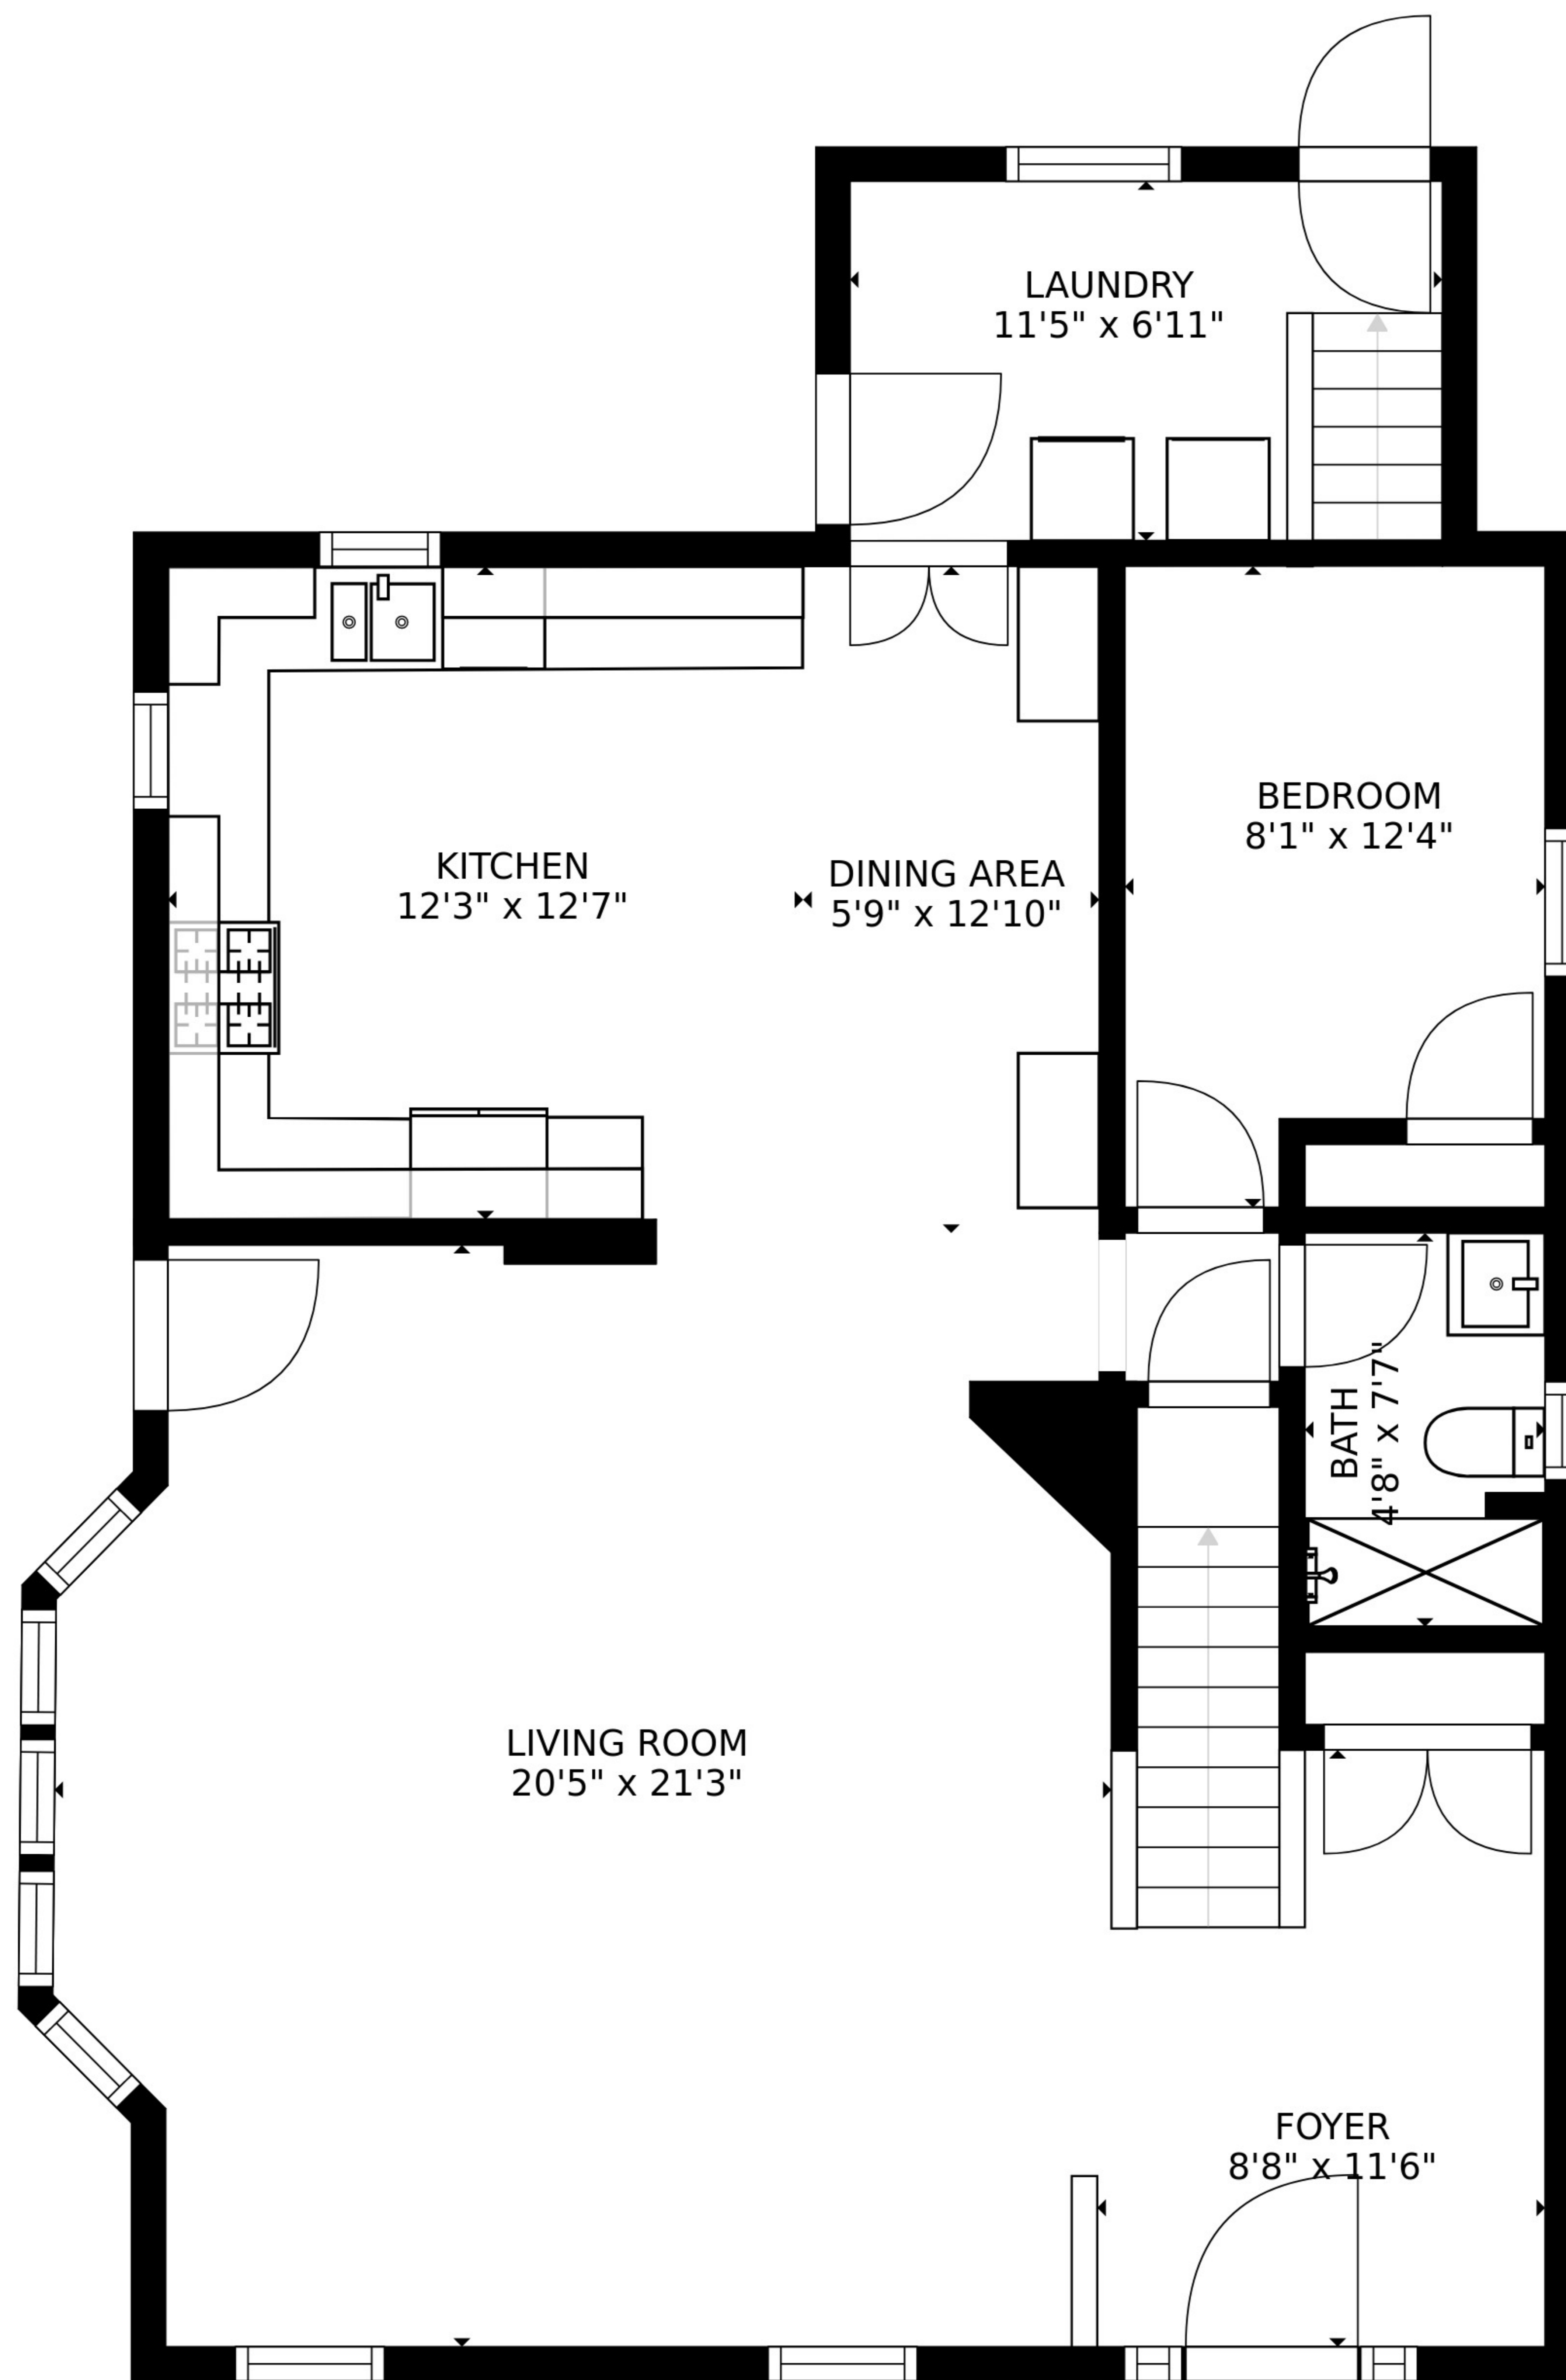 LAUNDRY
11'5" x 6'11"
BEDROOM
8'1" x 12'4"
KITCHEN
12'3" x 12'7"
DINING AREA
5'9" x 12'10"
BATH
4'8" x 7'7"
LIVING ROOM
20'5" x 21'3"
FOYER
8'8" x 11'6"